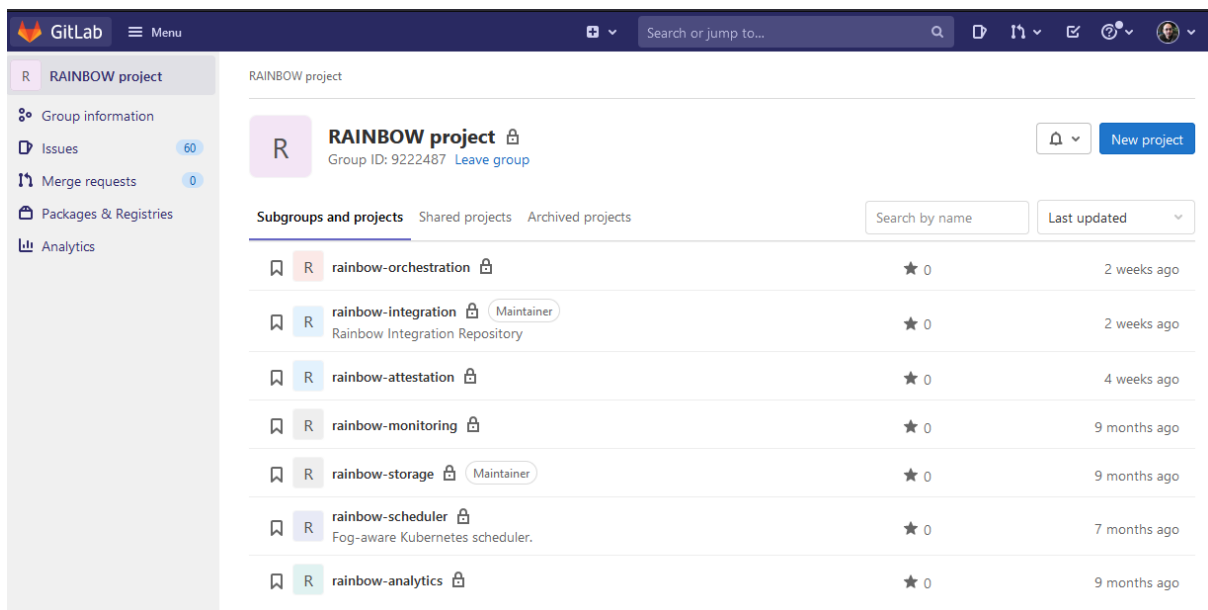 GitLab Menu Search or jump to...
R RAINBOW project
Group information
Issues 60
Merge requests 0
Packages & Registries
Analytics
RAINBOW project
R
RAINBOW project
Group ID: 9222487 Leave group
New project
Subgroups and projects Shared projects Archived projects Search by name Last updated
R rainbow-orchestration 0 2 weeks ago
R rainbow-integration Maintainer 0 2 weeks ago
Rainbow Integration Repository
R rainbow-attestation 0 4 weeks ago
R rainbow-monitoring 0 9 months ago
R rainbow-storage Maintainer 0 9 months ago
R rainbow-scheduler 0 7 months ago
Fog-aware Kubernetes scheduler.
R rainbow-analytics 0 9 months ago